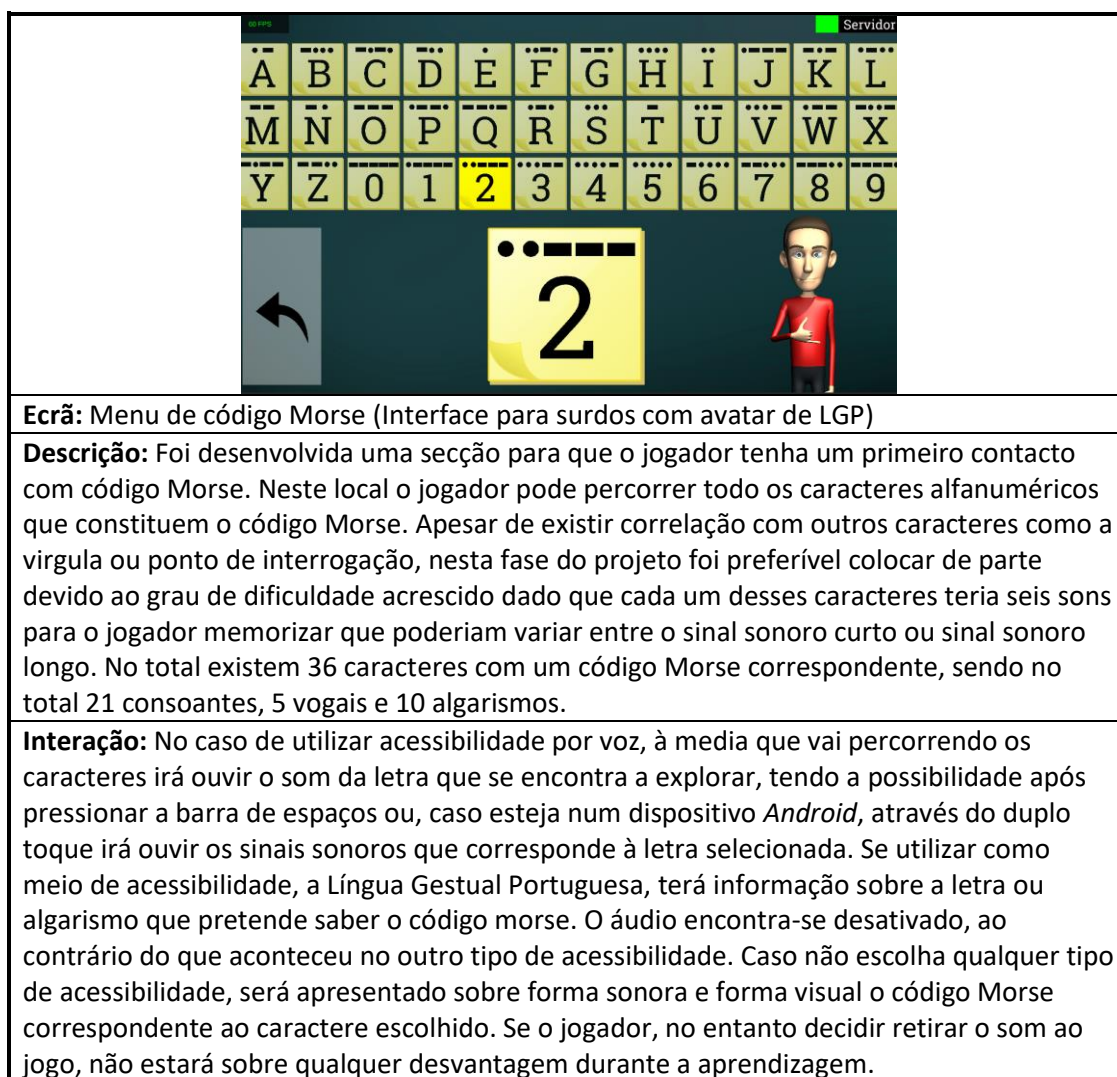 60 FPS
Servidor
A B C D E F G H I J K L
M N O P Q R S T U V W X
Y Z 0 1 2 3 4 5 6 7 8 9
2
Ecrã: Menu de código Morse (Interface para surdos com avatar de LGP)
Descrição: Foi desenvolvida uma secção para que o jogador tenha um primeiro contacto
com código Morse. Neste local o jogador pode percorrer todo os caracteres alfanuméricos
que constituem o código Morse. Apesar de existir correlação com outros caracteres como a
virgula ou ponto de interrogação, nesta fase do projeto foi preferível colocar de parte
devido ao grau de dificuldade acrescido dado que cada um desses caracteres teria seis sons
para o jogador memorizar que poderiam variar entre o sinal sonoro curto ou sinal sonoro
longo. No total existem 36 caracteres com um código Morse correspondente, sendo no
total 21 consoantes, 5 vogais e 10 algarismos.
Interação: No caso de utilizar acessibilidade por voz, à media que vai percorrendo os
caracteres irá ouvir o som da letra que se encontra a explorar, tendo a possibilidade após
pressionar a barra de espaços ou, caso esteja num dispositivo Android, através do duplo
toque irá ouvir os sinais sonoros que corresponde à letra selecionada. Se utilizar como
meio de acessibilidade, a Língua Gestual Portuguesa, terá informação sobre a letra ou
algarismo que pretende saber o código morse. O áudio encontra-se desativado, ao
contrário do que aconteceu no outro tipo de acessibilidade. Caso não escolha qualquer tipo
de acessibilidade, será apresentado sobre forma sonora e forma visual o código Morse
correspondente ao caractere escolhido. Se o jogador, no entanto decidir retirar o som ao
jogo, não estará sobre qualquer desvantagem durante a aprendizagem.